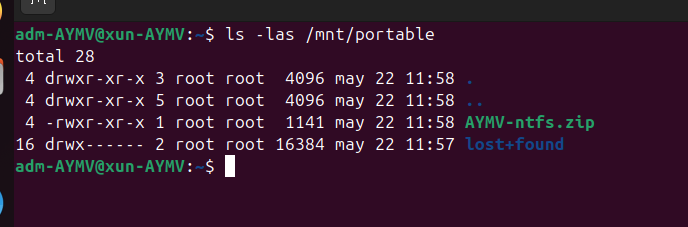 adm-AYMV@xun-AYMV:~$ ls -las /mnt/portable
total 28
 4 drwxr-xr-x 3 root root  4096 may 22 11:58 .
 4 drwxr-xr-x 5 root root  4096 may 22 11:58 ..
 4 -rwxr-xr-x 1 root root  1141 may 22 11:58 AYMV-ntfs.zip
16 drwx------ 2 root root 16384 may 22 11:57 lost+found
adm-AYMV@xun-AYMV:~$